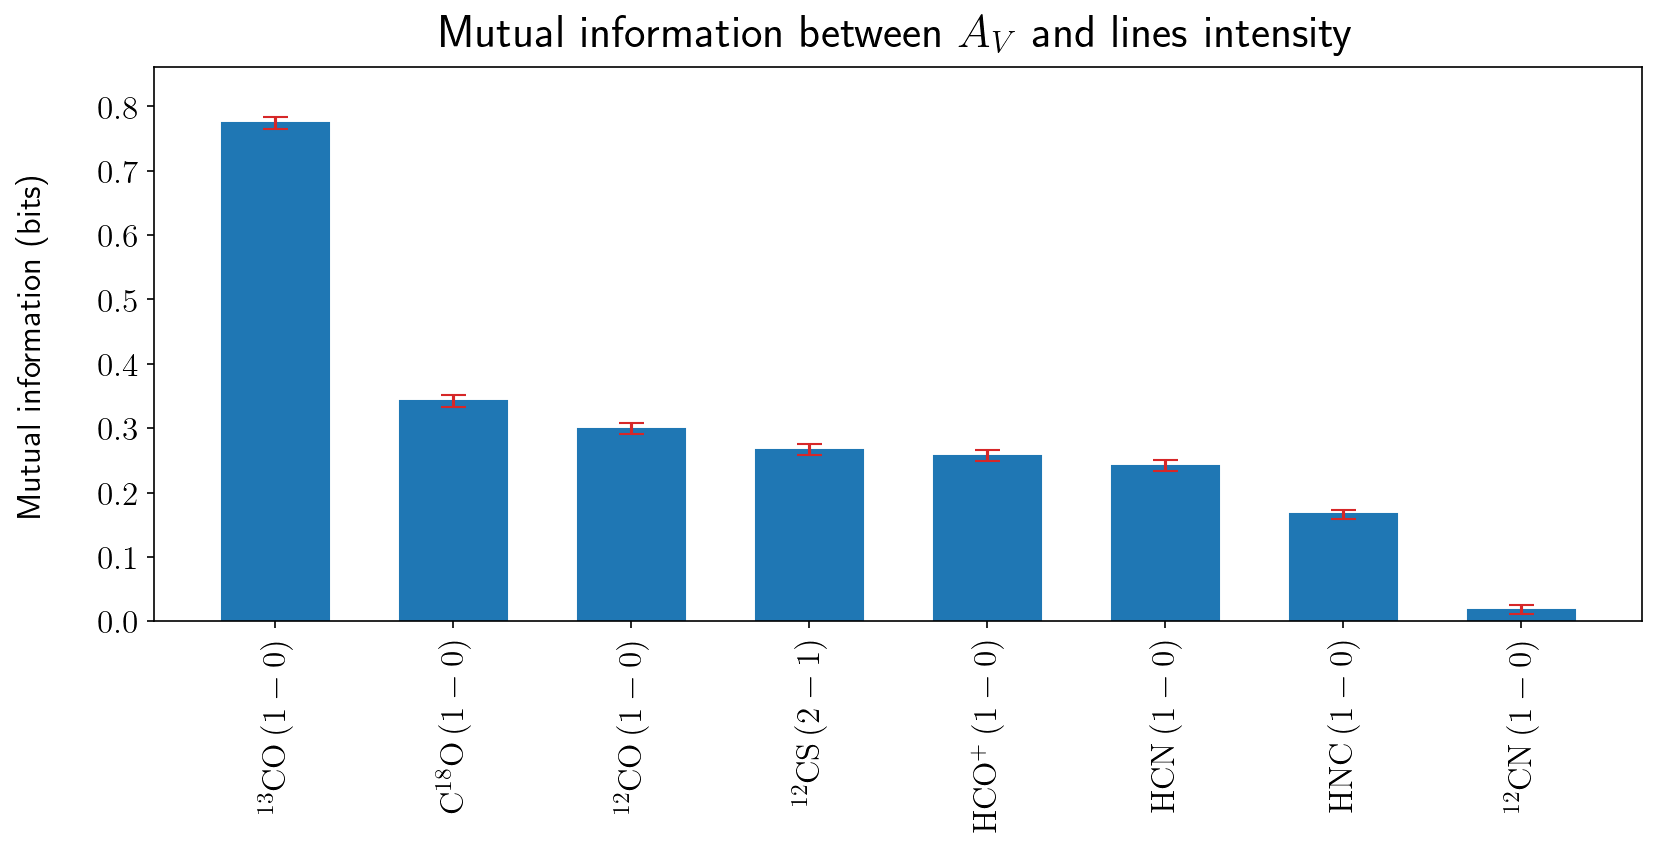 Mutual information between $A_V$ and lines intensity
Mutual information (bits)
0.8
0.7
0.6
0.5
0.4
0.3
0.2
0.1
0.0
¹³CO (1 − 0)
C¹⁸O (1 − 0)
¹²CO (1 − 0)
¹²CS (2 − 1)
HCO⁺ (1 − 0)
HCN (1 − 0)
HNC (1 − 0)
¹²CN (1 − 0)